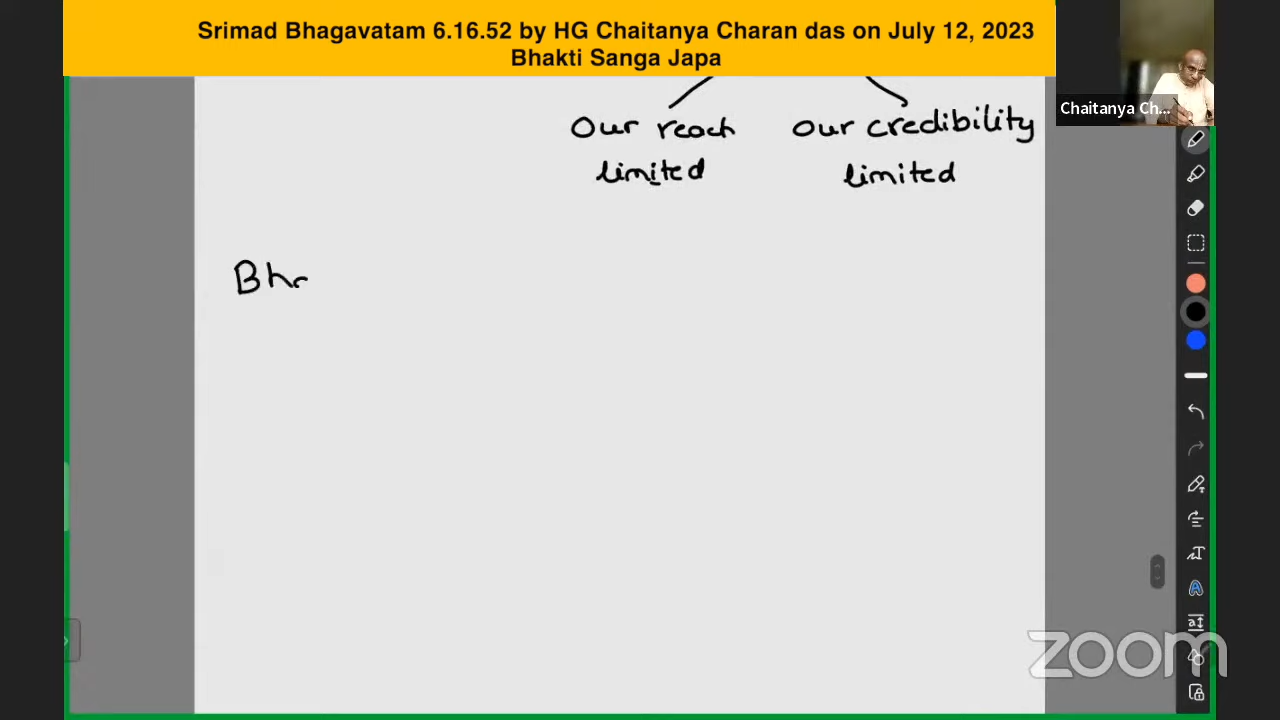 Srimad Bhagavatam 6.16.52 by HG Chaitanya Charan das on July 12, 2023
Bhakti Sanga Japa
Chaitanya Ch...
Our reach our credibility
limited limited
Bhr
zoom